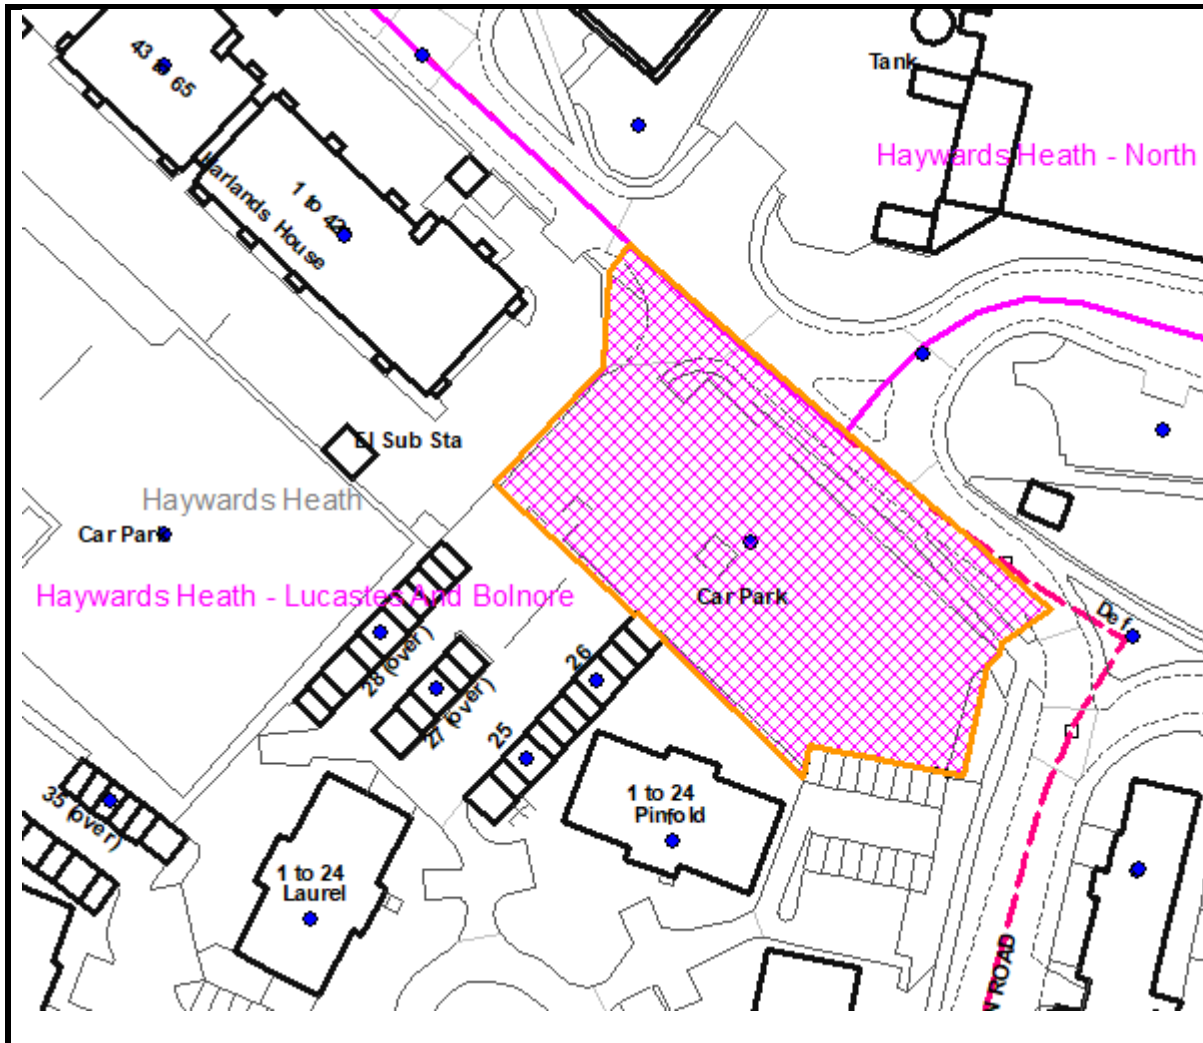 43 to 65
Tank
Haywards Heath - North
Harlands House
1 to 42
El Sub Sta
Haywards Heath
Car Park
Haywards Heath - Lucastes And Bolnore
Car Park
Def
28 (over)
26
27 (over)
25
35 (over)
1 to 24
Pinfold
1 to 24
Laurel
N ROAD